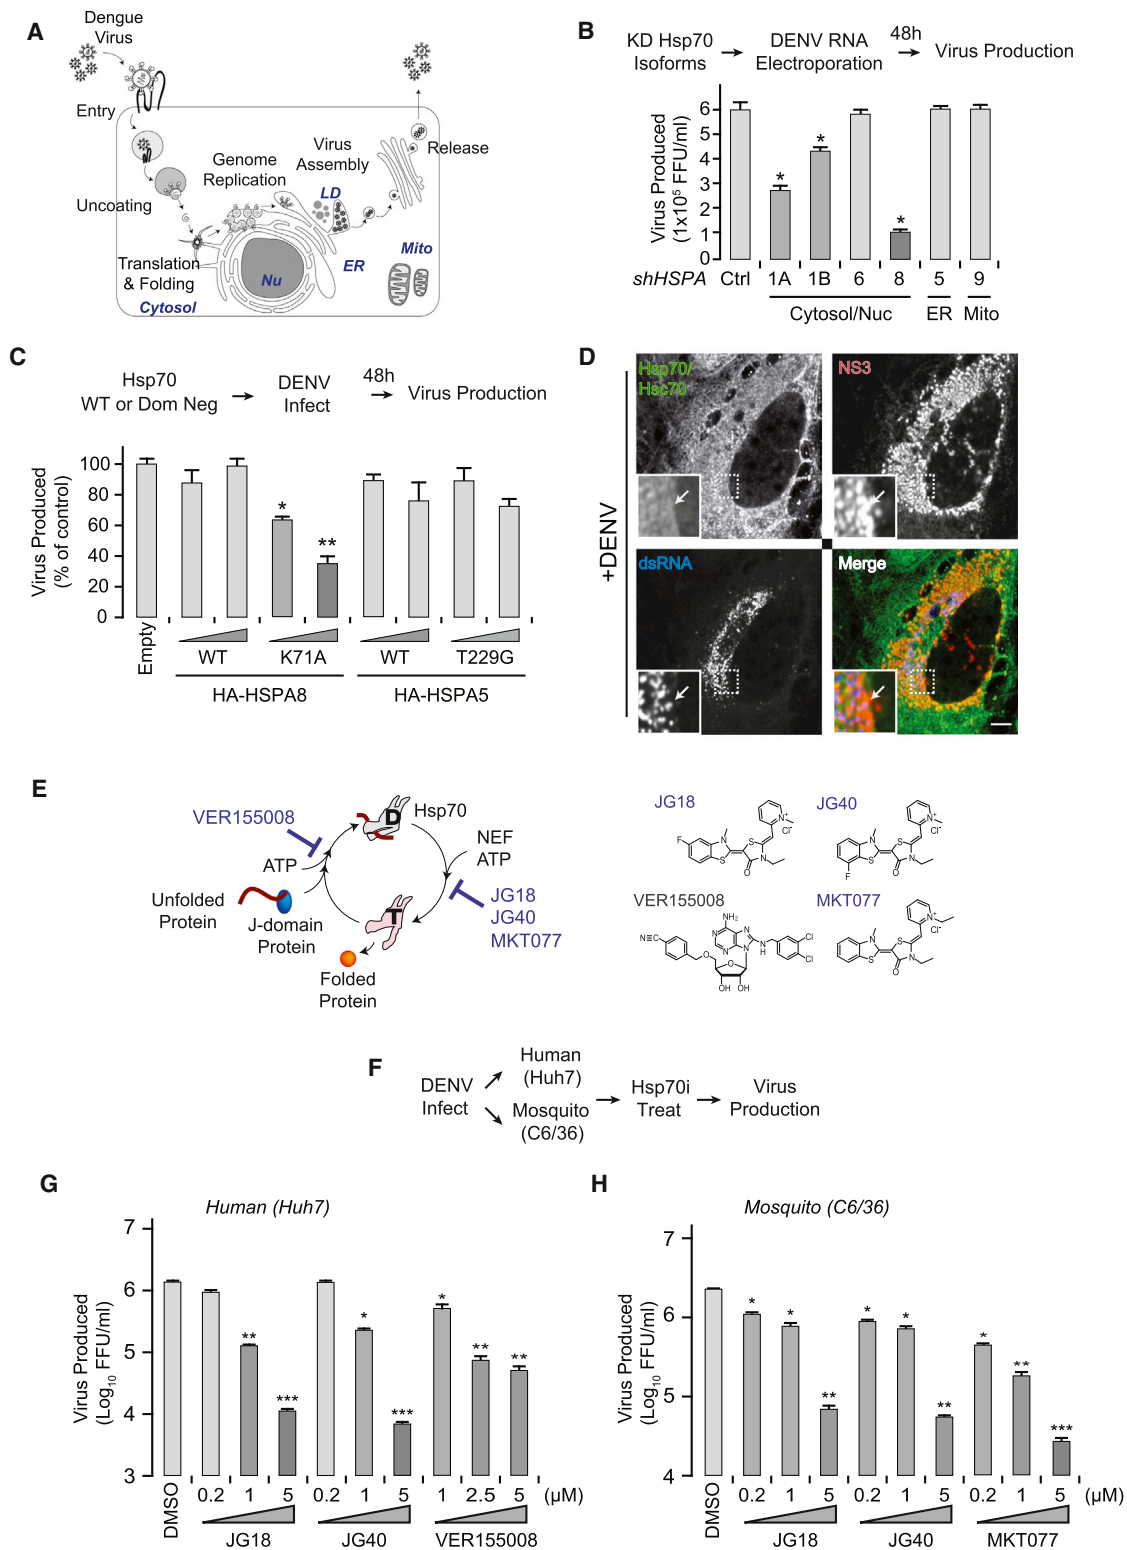 A
Dengue
Virus
Entry
Uncoating
Genome
Replication
Virus
Assembly
Release
LD
Translation
& Folding
Nu
ER
Mito
Cytosol
B
KD Hsp70
Isoforms
DENV RNA
Electroporation
48h
Virus Production
Virus Produced
(1x10⁵ FFU/ml)
6
5
4
3
2
1
0
* * *
shHSPA Ctrl 1A 1B 6 8 5 9
Cytosol/Nuc ER Mito
C
Hsp70
WT or Dom Neg
DENV
Infect
48h
Virus Production
Virus Produced
(% of control)
100
80
60
40
20
0
* **
Empty WT K71A WT T229G
HA-HSPA8 HA-HSPA5
D
+DENV
Hsp70/
Hsc70
NS3
dsRNA
Merge
E
VER155008
D
Hsp70
NEF
ATP
ATP
Unfolded
Protein
J-domain
Protein
T
JG18
JG40
MKT077
Folded
Protein
JG18
F
N
S
S
N
O
N⁺
Cl⁻
JG40
F
N
S
S
N
O
N⁺
Cl⁻
VER155008
NH₂
N≡C
O
O
N
N
N
N
N
H
Cl
Cl
OH OH
MKT077
N
S
S
N
O
N⁺
Cl⁻
F
DENV
Infect
Human
(Huh7)
Mosquito
(C6/36)
Hsp70i
Treat
Virus
Production
G
Human (Huh7)
Virus Produced
(Log₁₀ FFU/ml)
7
6
5
4
3
** *** * *** * ** **
DMSO 0.2 1 5 0.2 1 5 1 2.5 5 (µM)
JG18 JG40 VER155008
H
Mosquito (C6/36)
Virus Produced
(Log₁₀ FFU/ml)
7
6
5
4
* * ** * * ** * ** ***
DMSO 0.2 1 5 0.2 1 5 0.2 1 5 (µM)
JG18 JG40 MKT077